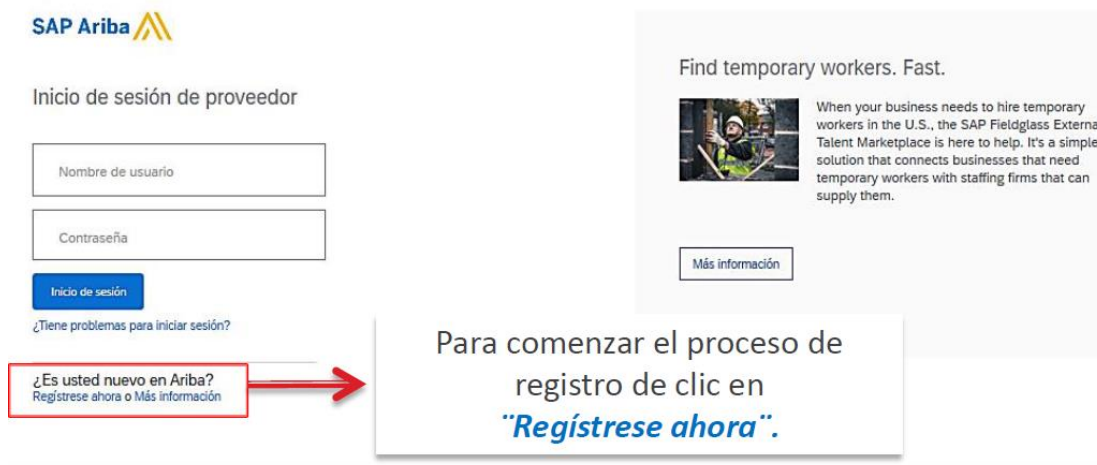 SAP Ariba
Inicio de sesión de proveedor
Nombre de usuario
Contraseña
Inicio de sesión
¿Tiene problemas para iniciar sesión?
¿Es usted nuevo en Ariba?
Regístrese ahora o Más información
Find temporary workers. Fast.
When your business needs to hire temporary
workers in the U.S., the SAP Fieldglass Externa
Talent Marketplace is here to help. It's a simple
solution that connects businesses that need
temporary workers with staffing firms that can
supply them.
Más información
Para comenzar el proceso de
registro de clic en
¨Regístrese ahora¨.